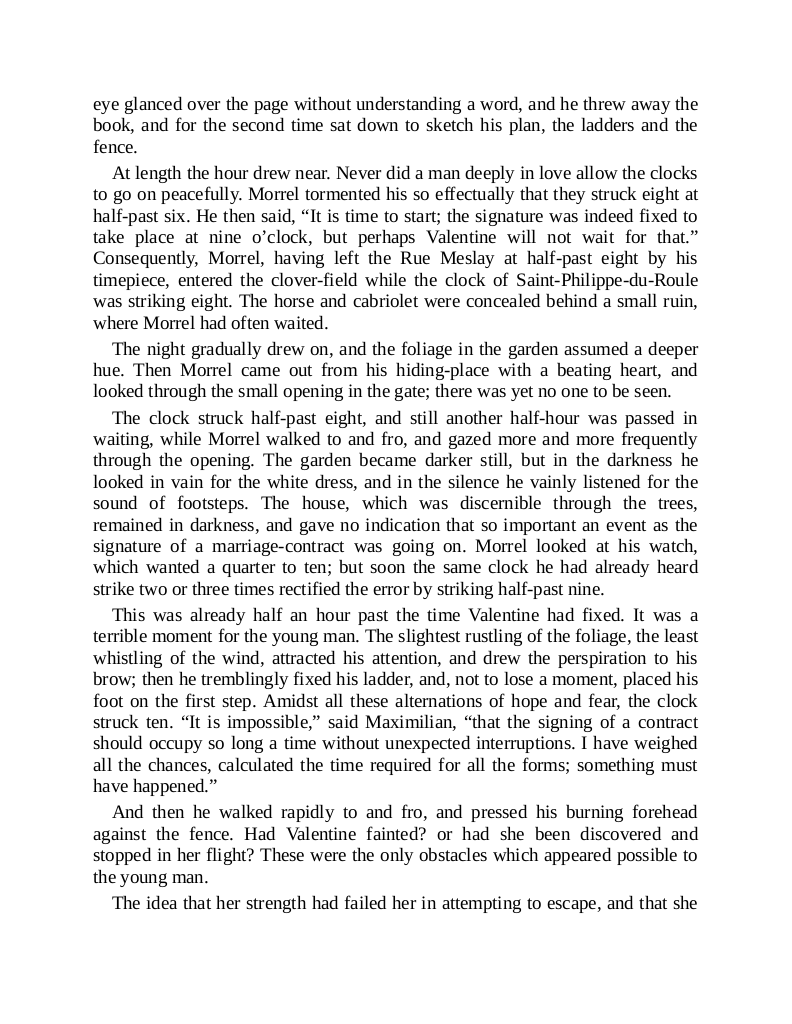 eye glanced over the page without understanding a word, and he threw away the
book, and for the second time sat down to sketch his plan, the ladders and the
fence.
At length the hour drew near. Never did a man deeply in love allow the clocks
to go on peacefully. Morrel tormented his so effectually that they struck eight at
half-past six. He then said, “It is time to start; the signature was indeed fixed to
take place at nine o’clock, but perhaps Valentine will not wait for that.”
Consequently, Morrel, having left the Rue Meslay at half-past eight by his
timepiece, entered the clover-field while the clock of Saint-Philippe-du-Roule
was striking eight. The horse and cabriolet were concealed behind a small ruin,
where Morrel had often waited.
The night gradually drew on, and the foliage in the garden assumed a deeper
hue. Then Morrel came out from his hiding-place with a beating heart, and
looked through the small opening in the gate; there was yet no one to be seen.
The clock struck half-past eight, and still another half-hour was passed in
waiting, while Morrel walked to and fro, and gazed more and more frequently
through the opening. The garden became darker still, but in the darkness he
looked in vain for the white dress, and in the silence he vainly listened for the
sound of footsteps. The house, which was discernible through the trees,
remained in darkness, and gave no indication that so important an event as the
signature of a marriage-contract was going on. Morrel looked at his watch,
which wanted a quarter to ten; but soon the same clock he had already heard
strike two or three times rectified the error by striking half-past nine.
This was already half an hour past the time Valentine had fixed. It was a
terrible moment for the young man. The slightest rustling of the foliage, the least
whistling of the wind, attracted his attention, and drew the perspiration to his
brow; then he tremblingly fixed his ladder, and, not to lose a moment, placed his
foot on the first step. Amidst all these alternations of hope and fear, the clock
struck ten. “It is impossible,” said Maximilian, “that the signing of a contract
should occupy so long a time without unexpected interruptions. I have weighed
all the chances, calculated the time required for all the forms; something must
have happened.”
And then he walked rapidly to and fro, and pressed his burning forehead
against the fence. Had Valentine fainted? or had she been discovered and
stopped in her flight? These were the only obstacles which appeared possible to
the young man.
The idea that her strength had failed her in attempting to escape, and that she